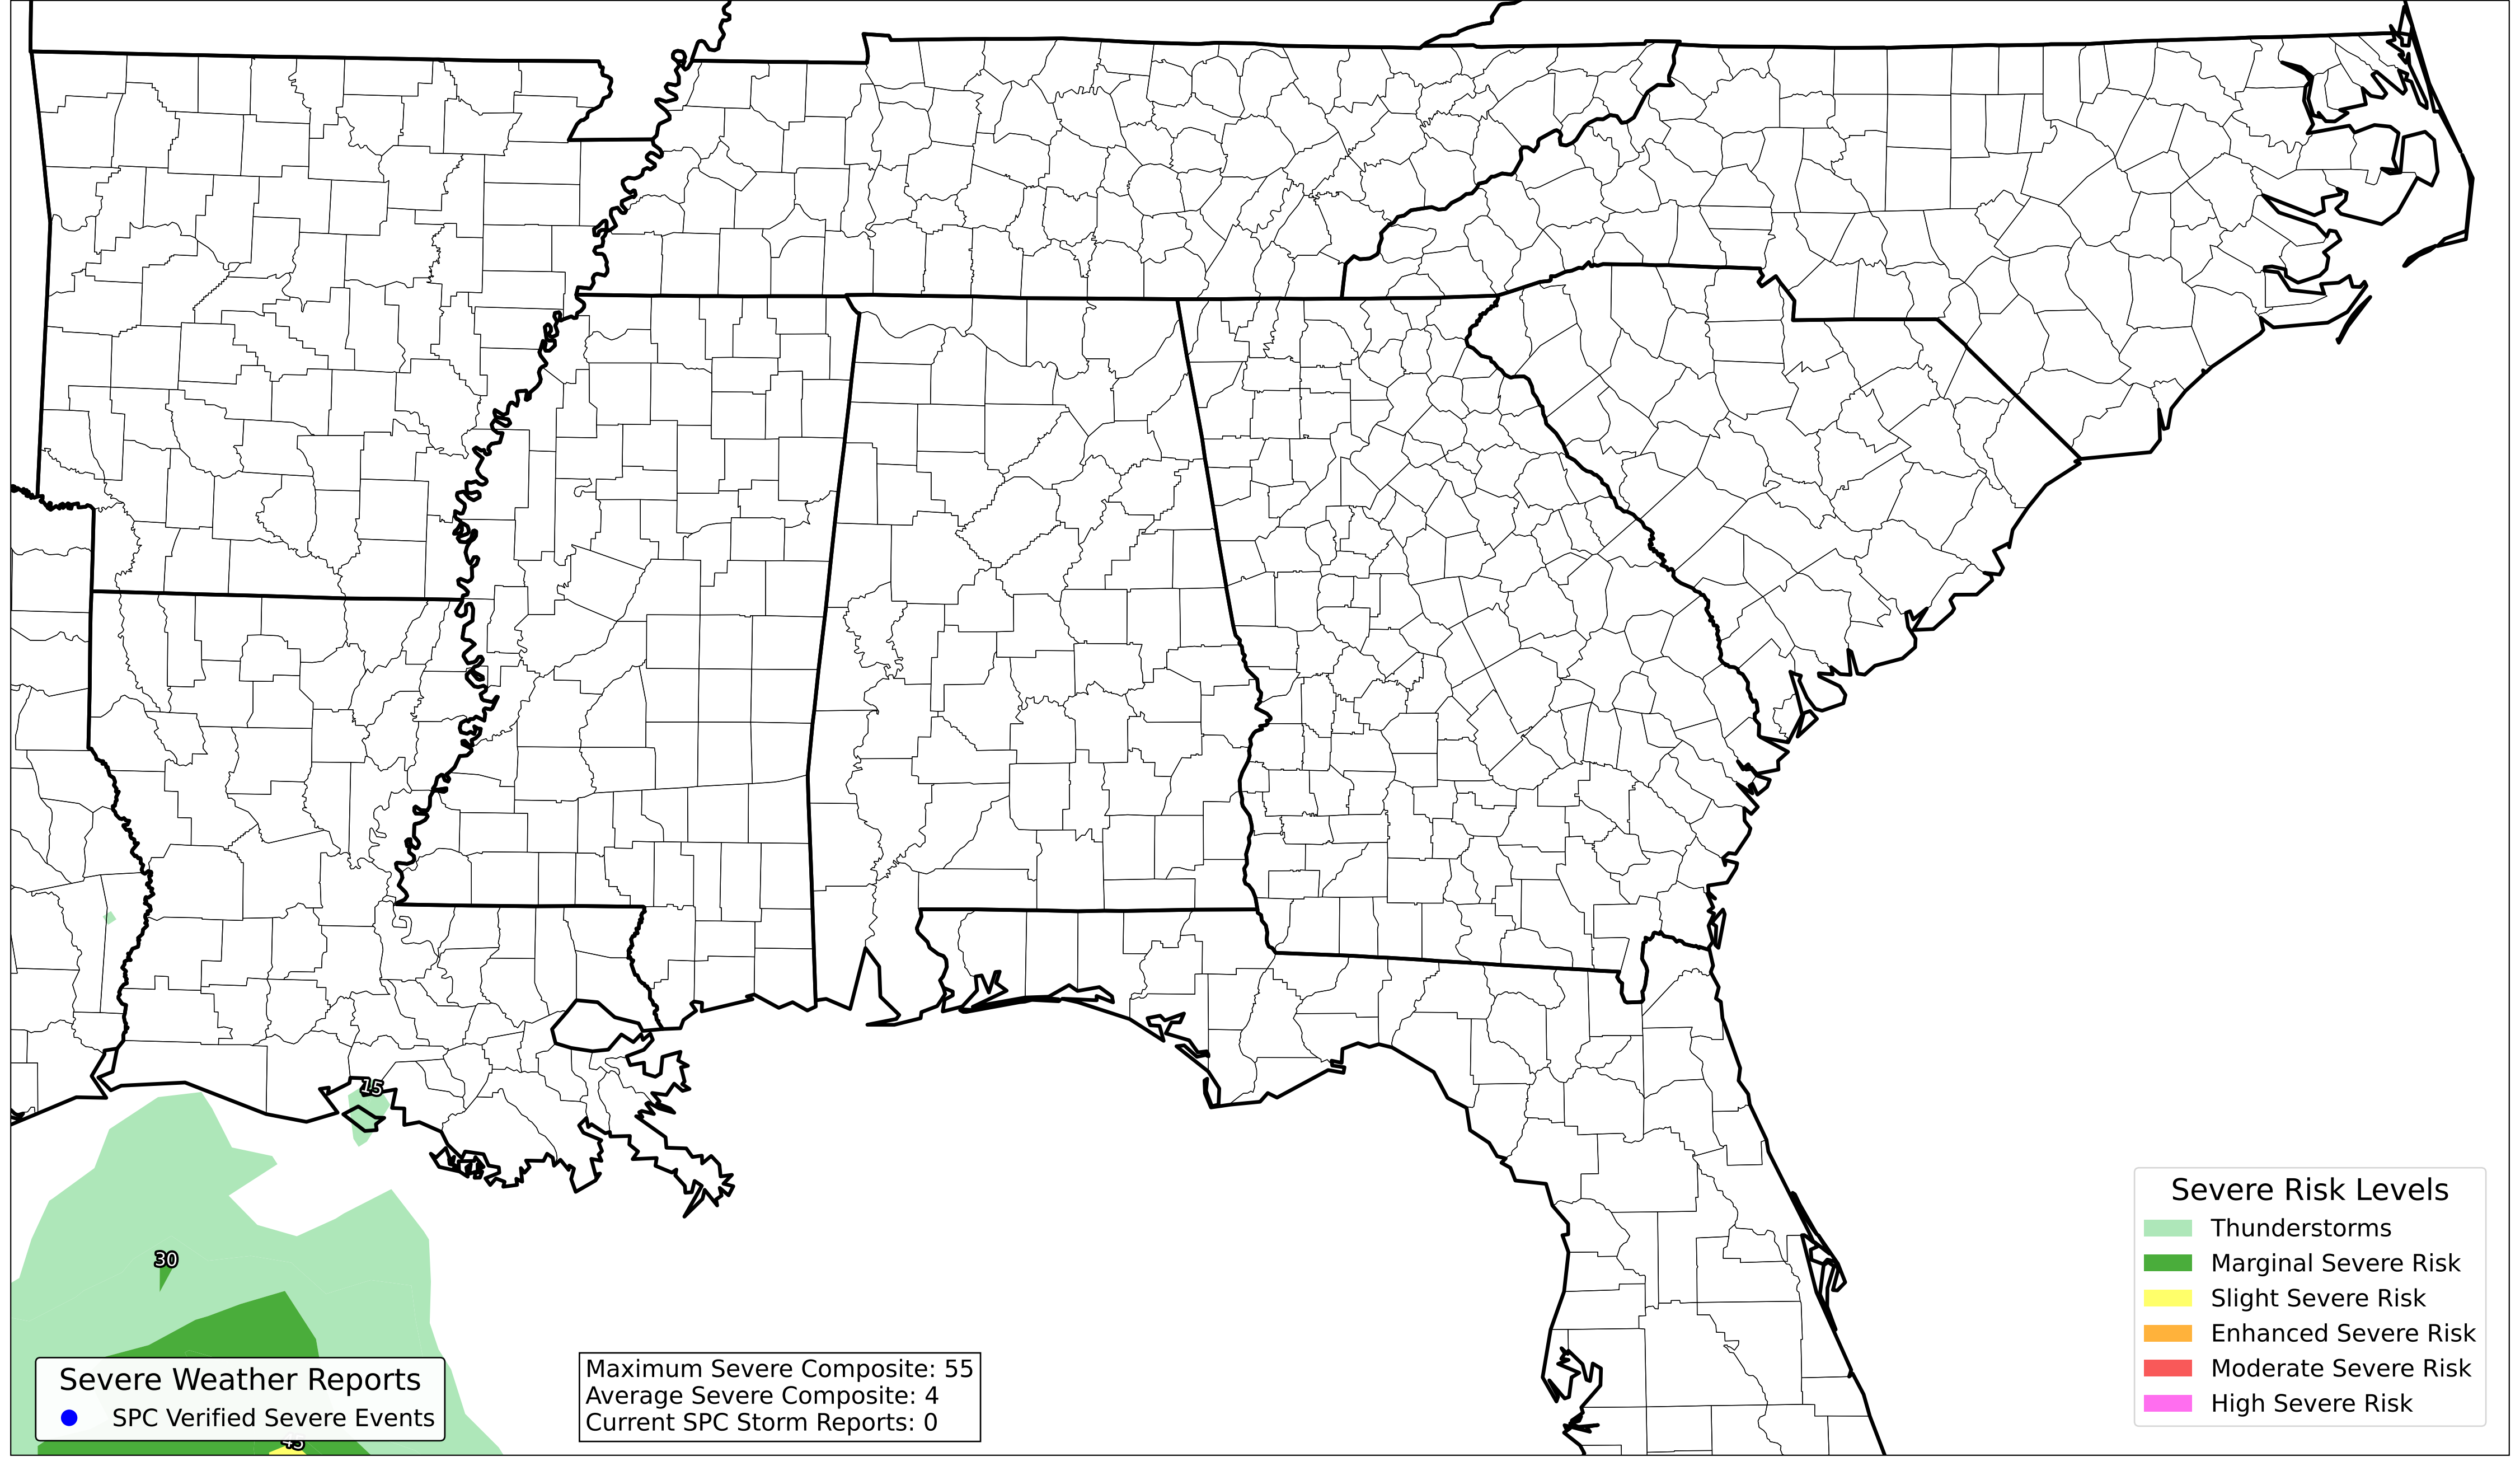 15
30
Severe Risk Levels
Thunderstorms
Marginal Severe Risk
Slight Severe Risk
Enhanced Severe Risk
Moderate Severe Risk
High Severe Risk
Severe Weather Reports
SPC Verified Severe Events
45
Maximum Severe Composite: 55
Average Severe Composite: 4
Current SPC Storm Reports: 0